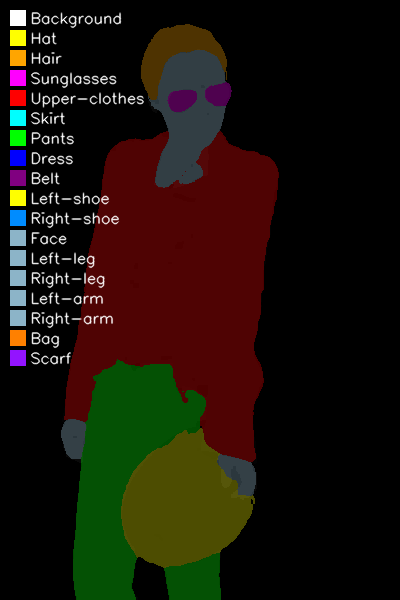 Background
Hat
Hair
Sunglasses
Upper-clothes
Skirt
Pants
Dress
Belt
Left-shoe
Right-shoe
Face
Left-leg
Right-leg
Left-arm
Right-arm
Bag
Scarf